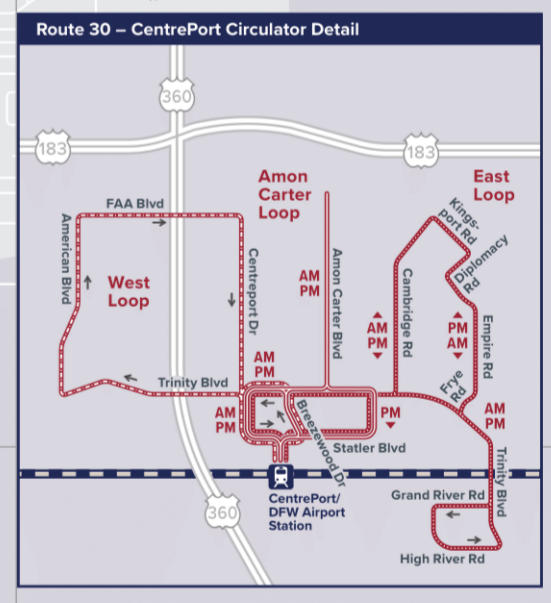 Route 30 – CentrePort Circulator Detail
360
183
183
Amon
Carter
Loop
East
Loop
FAA Blvd
Kings-
port Rd
American Blvd
Diplomacy
Rd
West
Loop
Centreport Dr
AM
PM
Amon Carter Blvd
AM
PM
Cambridge Rd
PM
AM
Empire Rd
AM
PM
Trinity Blvd
Frye
Rd
AM
PM
PM
AM
PM
Breezewood Dr
Statler Blvd
Trinity Blvd
CentrePort/
DFW Airport
Station
Grand River Rd
360
High River Rd